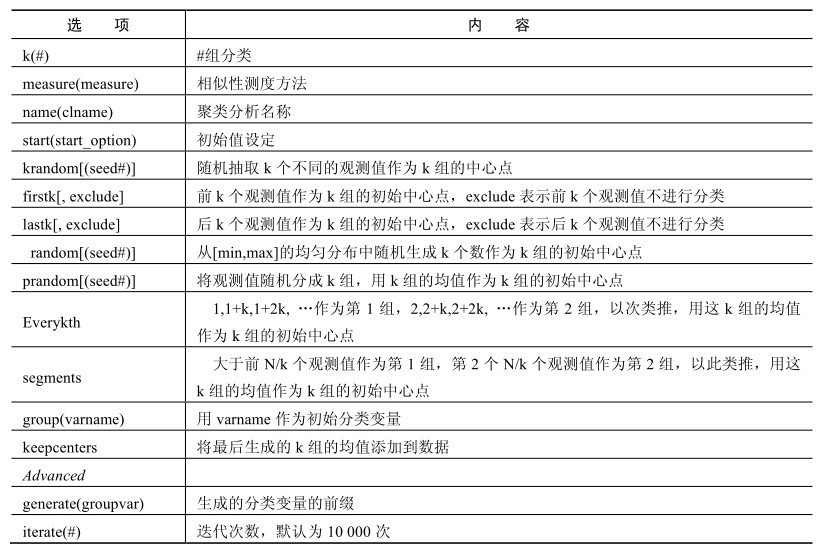 选 项 内 容
k(#) #组分类
measure(measure) 相似性测度方法
name(clname) 聚类分析名称
start(start_option) 初始值设定
krandom[(seed#)] 随机抽取 k 个不同的观测值作为 k 组的中心点
firstk[, exclude] 前 k 个观测值作为 k 组的初始中心点，exclude 表示前 k 个观测值不进行分类
lastk[, exclude] 后 k 个观测值作为 k 组的初始中心点，exclude 表示后 k 个观测值不进行分类
random[(seed#)] 从[min,max]的均匀分布中随机生成 k 个数作为 k 组的初始中心点
prandom[(seed#)] 将观测值随机分成 k 组，用 k 组的均值作为 k 组的初始中心点
Everykth 1,1+k,1+2k, …作为第 1 组，2,2+k,2+2k, …作为第 2 组，以次类推，用这 k 组的均值
作为 k 组的初始中心点
segments 大于前 N/k 个观测值作为第 1 组，第 2 个 N/k 个观测值作为第 2 组，以此类推，用这
k 组的均值作为 k 组的初始中心点
group(varname) 用 varname 作为初始分类变量
keepcenters 将最后生成的 k 组的均值添加到数据
Advanced
generate(groupvar) 生成的分类变量的前缀
iterate(#) 迭代次数，默认为 10 000 次